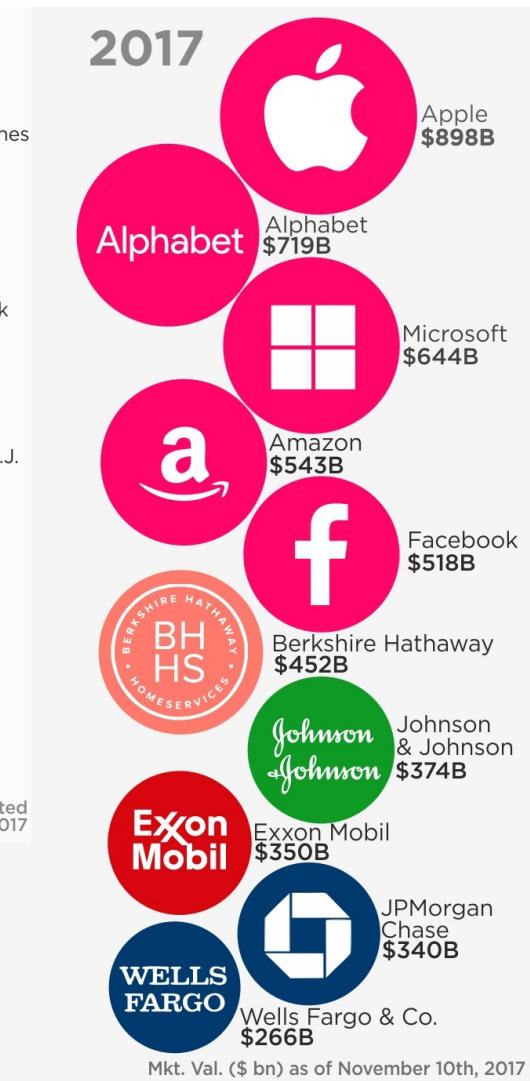 2017
Apple
$898B
Alphabet
Alphabet
$719B
Microsoft
$644B
a
Amazon
$543B
f
Facebook
$518B
BERKSHIRE HATHAWAY
BH
HS
HOMESERVICES
Berkshire Hathaway
$452B
Johnson
&Johnson
Johnson
& Johnson
$374B
Exxon
Mobil
Exxon Mobil
$350B
JPMorgan
Chase
$340B
WELLS
FARGO
Wells Fargo & Co.
$266B
Mkt. Val. ($ bn) as of November 10th, 2017
k
.J.
017